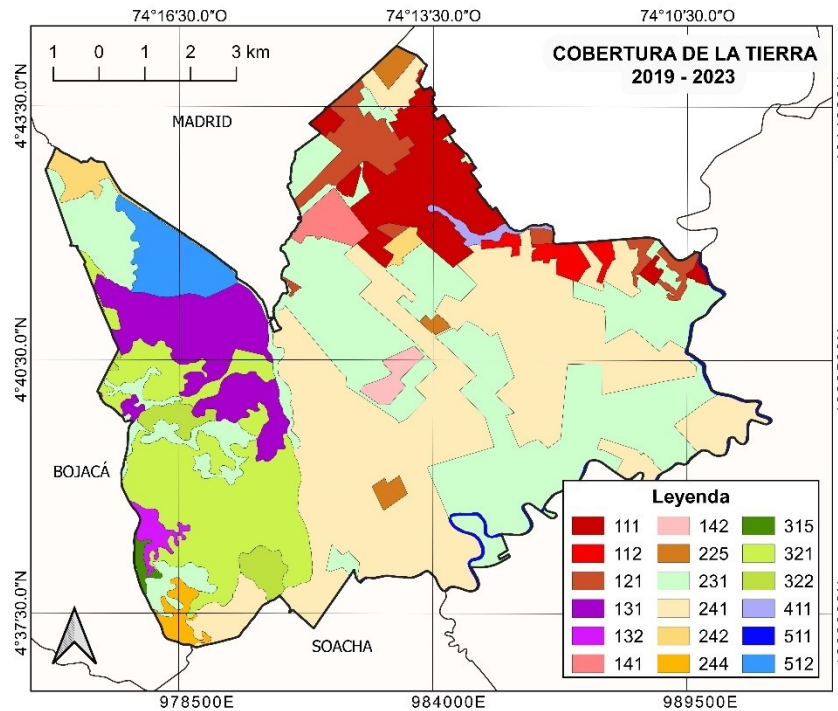 74°16'30.0"O 74°13'30.0"O 74°10'30.0"O
1 0 1 2 3 km
COBERTURA DE LA TIERRA
2019 - 2023
4°43'30.0"N
MADRID
4°40'30.0"N
BOJACÁ
4°37'30.0"N
SOACHA
Leyenda
111 142 315
112 225 321
121 231 322
131 241 411
132 242 511
141 244 512
978500E 984000E 989500E